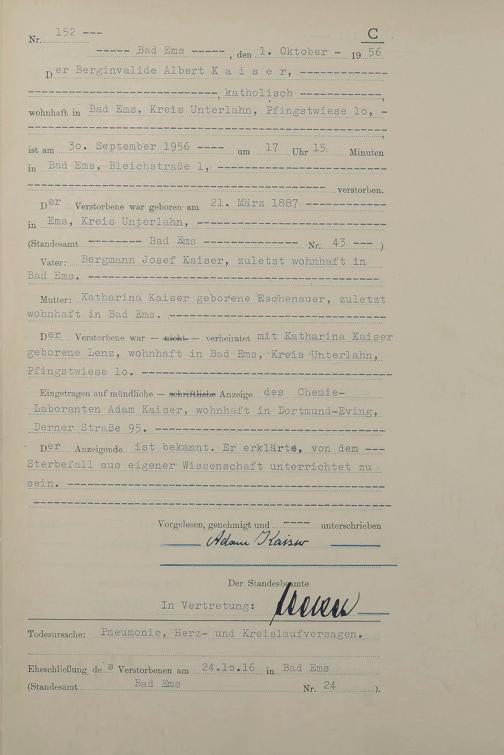 Nr. 152 --- C
----- Bad Ems -----, den 1. Oktober - 1956
Der Berginvalide Albert K a i s e r, -------------
----------------------------, katholisch ------------,
wohnhaft in Bad Ems, Kreis Unterlahn, Pfingstwiese lo, -
----------------------------------------------------,
ist am 3o. September 1956 ---- um 17 Uhr 15 Minuten
in Bad Ems, Bleichstraße 1, -------------------------
--------------------------------------------- verstorben.
Der Verstorbene war geboren am 21. März 1887 ------------
in Ems, Kreis Unterlahn, ----------------------------
(Standesamt -------- Bad Ems -------------- Nr. 43 --- )
Vater: Bergmann Josef Kaiser, zuletzt wohnhaft in
Bad Ems. --------------------------------------------
Mutter: Katharina Kaiser geborene Eschenauer, zuletzt
wohnhaft in Bad Ems. --------------------------------
Der Verstorbene war — nicht — verheiratet mit Katharina Kaiser
geborene Lenz, wohnhaft in Bad Ems, Kreis Unterlahn,
Pfingstwiese lo. ------------------------------------
Eingetragen auf mündliche — schriftliche Anzeige des Chemie-
Laboranten Adam Kaiser, wohnhaft in Dortmund-Eving,
Derner Straße 95. -----------------------------------
Der Anzeigende ist bekannt. Er erklärte, von dem ---
Sterbefall aus eigener Wissenschaft unterrichtet zu
sein. -----------------------------------------------
----------------------------------------------------
Vorgelesen, genehmigt und ---- unterschrieben
Adam Kaiser
Der Standesbeamte
In Vertretung:
Todesursache: Pneumonie, Herz- und Kreislaufversagen.
Eheschließung des Verstorbenen am 24.1o.16 in Bad Ems
(Standesamt Bad Ems Nr. 24 ).